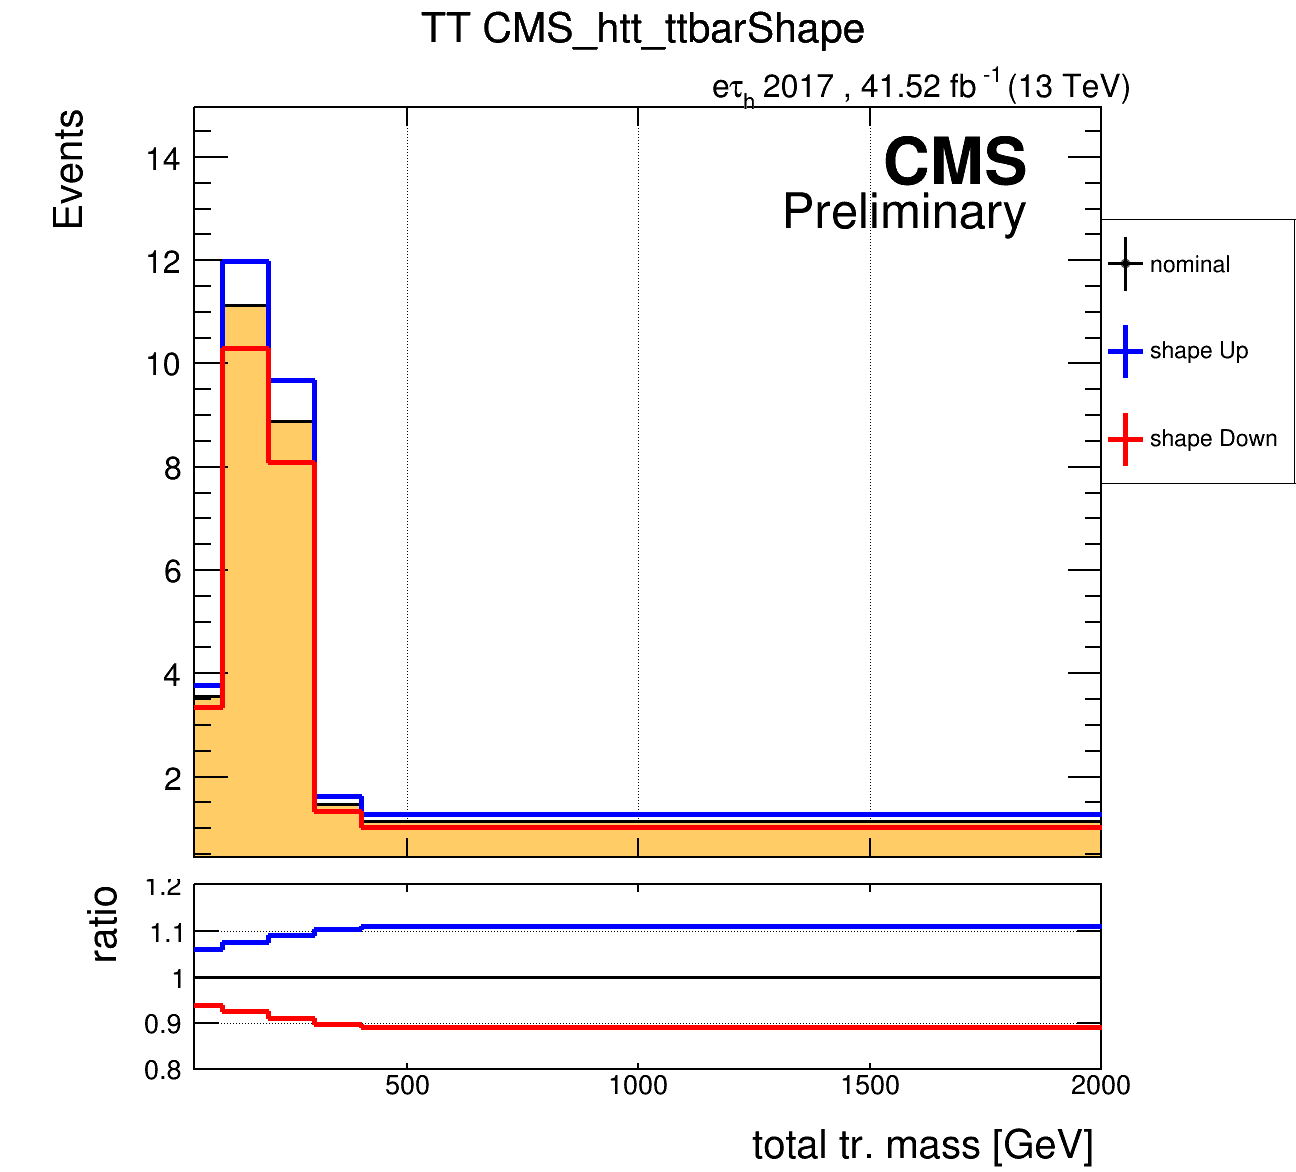 TT CMS_htt_ttbarShape
eτh 2017 , 41.52 fb-1 (13 TeV)
Events
CMS
Preliminary
14
12
10
8
6
4
2
nominal
shape Up
shape Down
ratio
1.2
1.1
1
0.9
0.8
500
1000
1500
2000
total tr. mass [GeV]